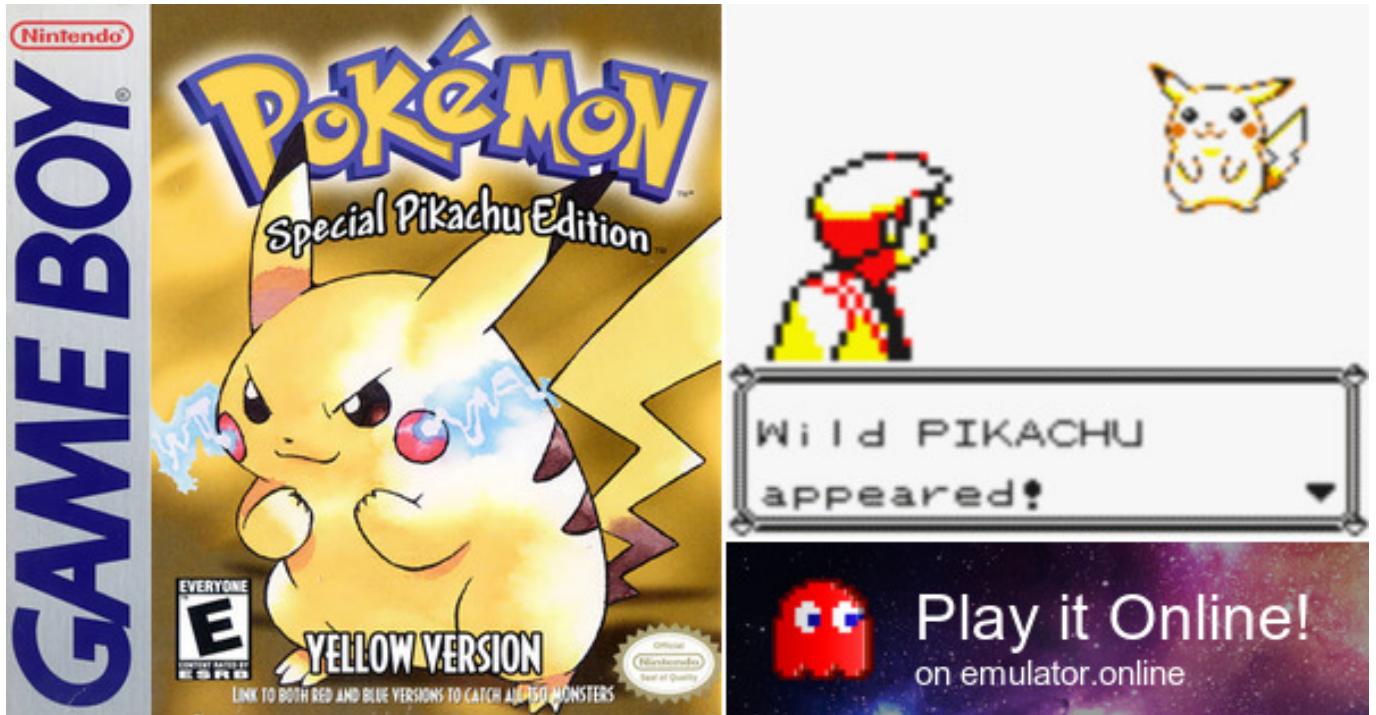 Nintendo®
GAME BOY®
POKéMON™
Special Pikachu Edition™
EVERYONE
E
CONTENT RATED BY
ESRB
YELLOW VERSION
LINK TO BOTH RED AND BLUE VERSIONS TO CATCH ALL 150 MONSTERS
Official
Nintendo
Seal of Quality
Wild PIKACHU
appeared!
Play it Online!
on emulator.online